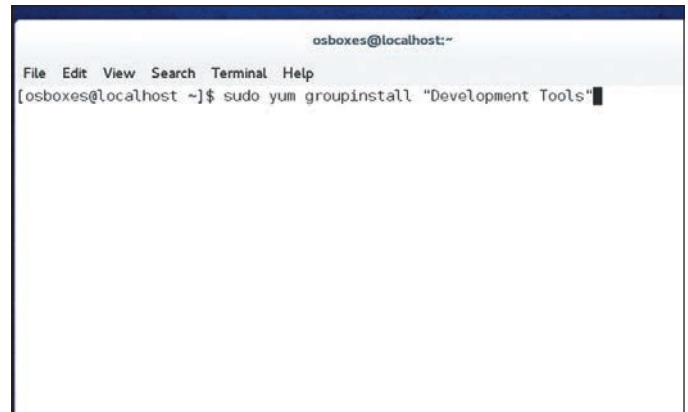 osboxes@localhost:~
File Edit View Search Terminal Help
[osboxes@localhost ~]$ sudo yum groupinstall "Development Tools"